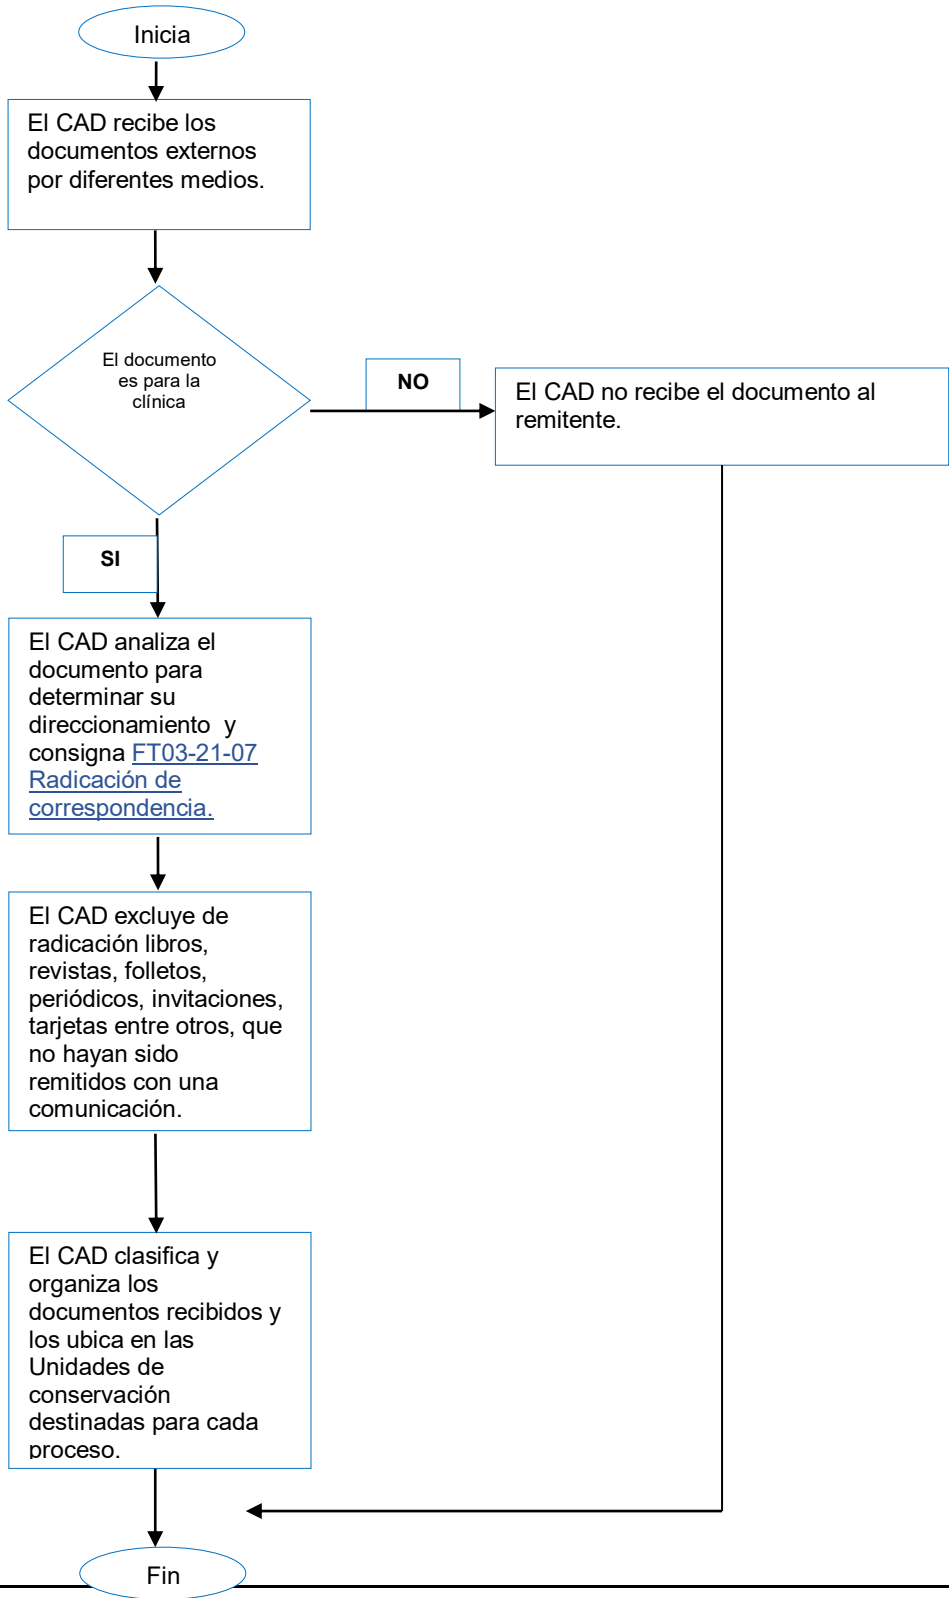 Inicia
El CAD recibe los
documentos externos
por diferentes medios.
El documento
es para la
clínica
NO
El CAD no recibe el documento al
remitente.
SI
El CAD analiza el
documento para
determinar su
direccionamiento y
consigna FT03-21-07
Radicación de
correspondencia.
El CAD excluye de
radicación libros,
revistas, folletos,
periódicos, invitaciones,
tarjetas entre otros, que
no hayan sido
remitidos con una
comunicación.
El CAD clasifica y
organiza los
documentos recibidos y
los ubica en las
Unidades de
conservación
destinadas para cada
proceso.
Fin